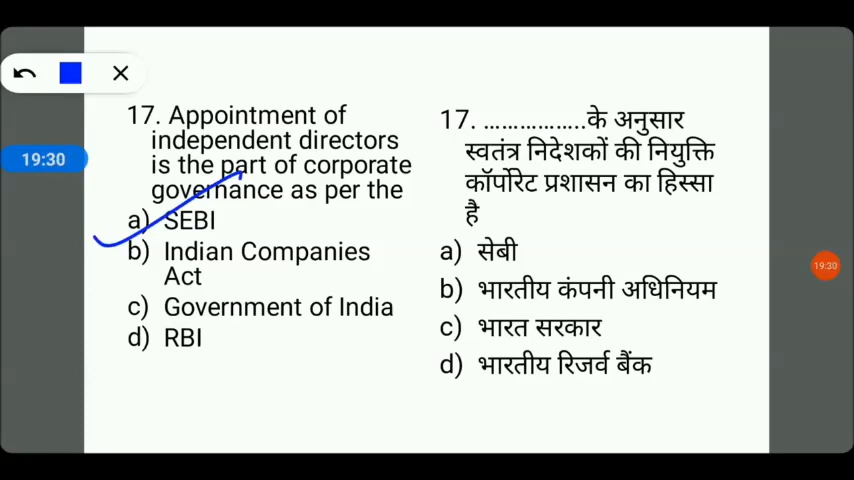 17. Appointment of
independent directors
is the part of corporate
governance as per the
a) SEBI
b) Indian Companies
Act
c) Government of India
d) RBI
17. ................के अनुसार
स्वतंत्र निदेशकों की नियुक्ति
कॉर्पोरेट प्रशासन का हिस्सा
है
a) सेबी
b) भारतीय कंपनी अधिनियम
c) भारत सरकार
d) भारतीय रिजर्व बैंक
19:30
19:30